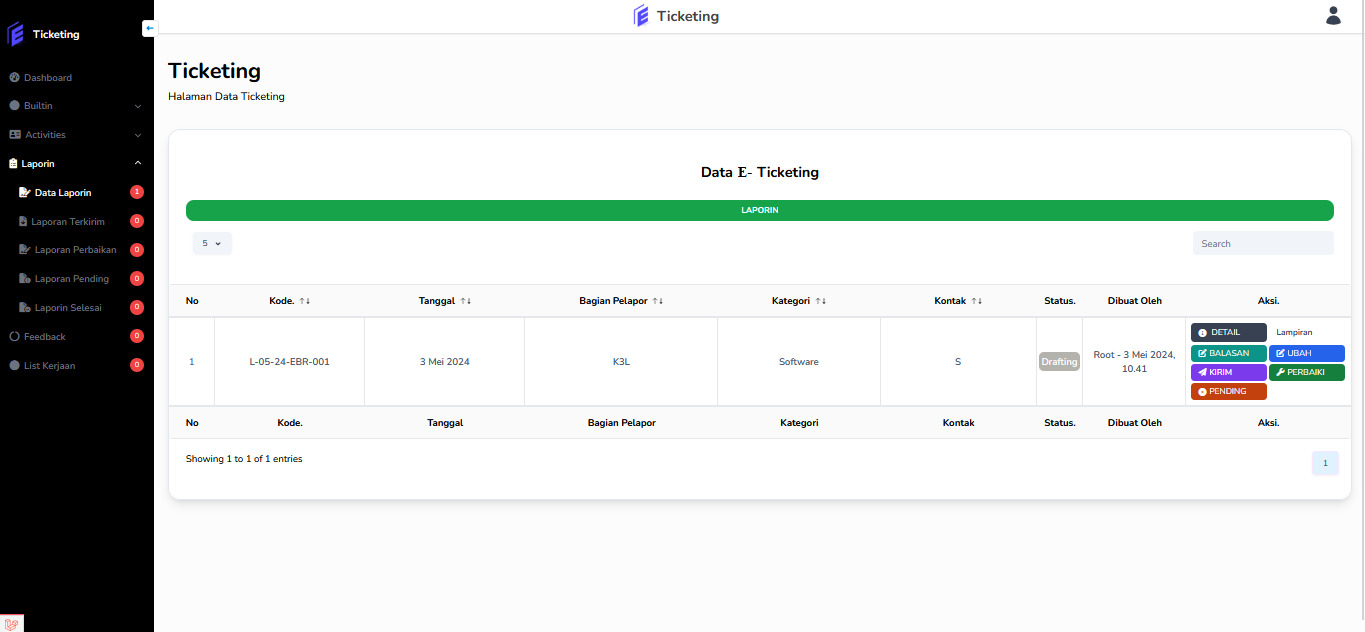 Ticketing
Ticketing
Dashboard
Builtin
Activities
Laporin
Data Laporin 1
Laporan Terkirim 0
Laporan Perbaikan 0
Laporan Pending 0
Laporin Selesai 0
Feedback 0
List Kerjaan 0
Ticketing
Halaman Data Ticketing
Data E- Ticketing
LAPORIN
5
Search
No Kode. ↑↓ Tanggal ↑↓ Bagian Pelapor ↑↓ Kategori ↑↓ Kontak ↑↓ Status. Dibuat Oleh Aksi.
1 L-05-24-EBR-001 3 Mei 2024 K3L Software S Drafting
Root - 3 Mei 2024,
10.41
DETAIL Lampiran
BALASAN UBAH
KIRIM PERBAIKI
PENDING
No Kode. Tanggal Bagian Pelapor Kategori Kontak Status. Dibuat Oleh Aksi.
Showing 1 to 1 of 1 entries
1